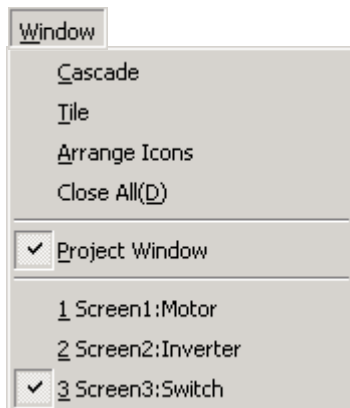 Window
Cascade
Tile
Arrange Icons
Close All(D)
Project Window
1 Screen1:Motor
2 Screen2:Inverter
3 Screen3:Switch